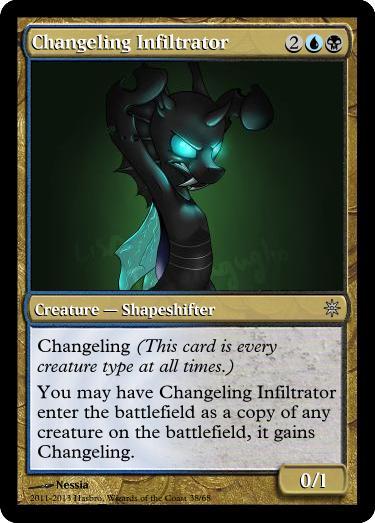 Changeling Infiltrator 2
Creature — Shapeshifter
Changeling (This card is every
creature type at all times.)
You may have Changeling Infiltrator
enter the battlefield as a copy of any
creature on the battlefield, it gains
Changeling.
0/1
Nessia
2011-2013 Hasbro, Wizards of the Coast 38/68